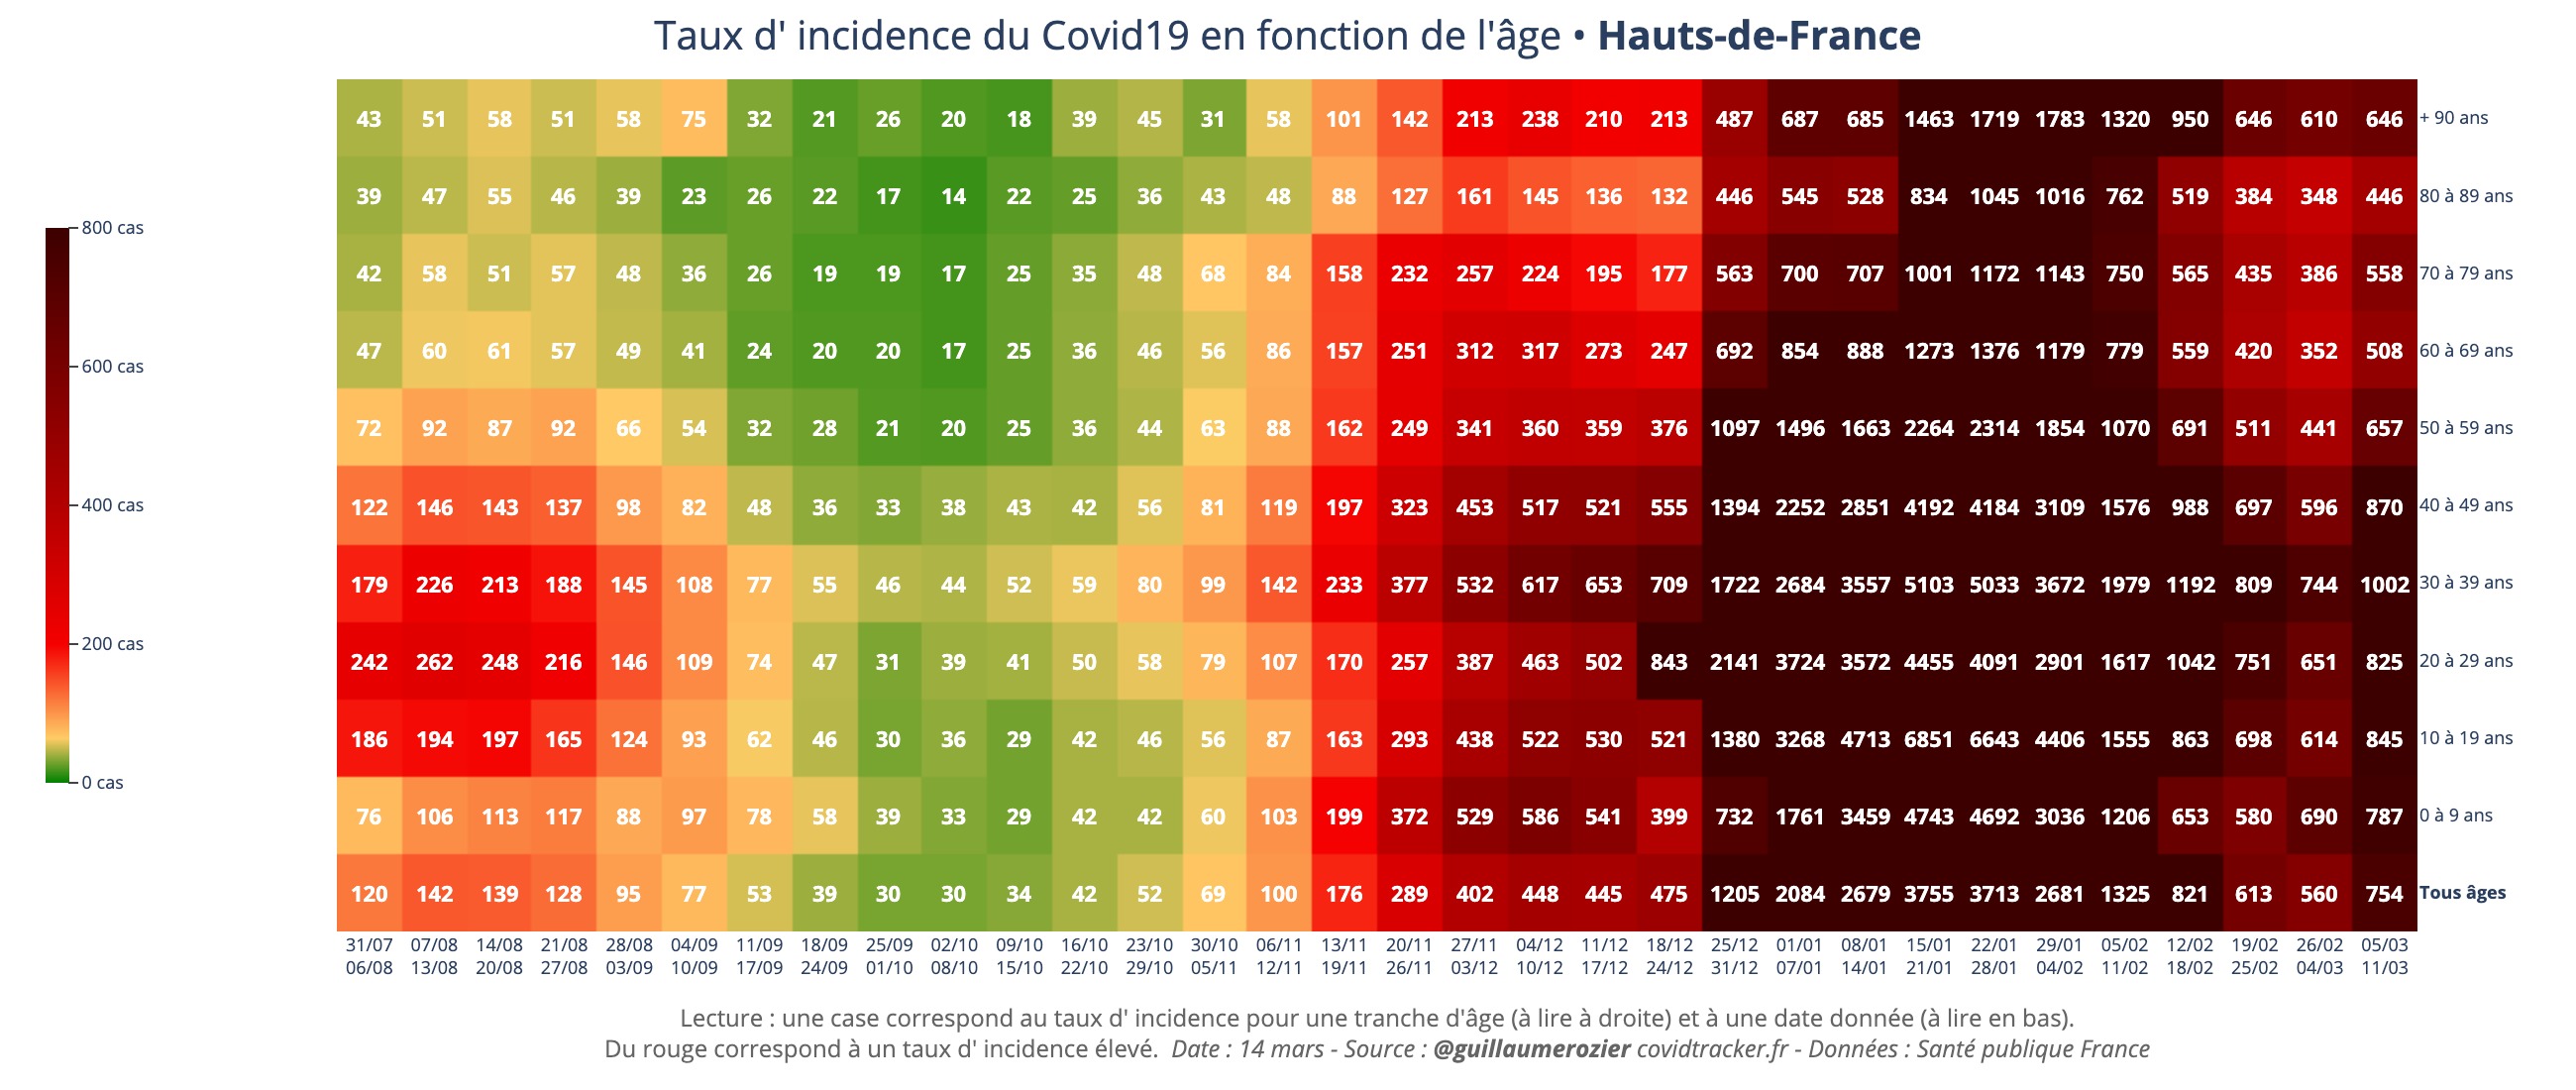 Taux d' incidence du Covid19 en fonction de l'âge • Hauts-de-France
800 cas
600 cas
400 cas
200 cas
0 cas
43 51 58 51 58 75 32 21 26 20 18 39 45 31 58 101 142 213 238 210 213 487 687 685 1463 1719 1783 1320 950 646 610 646 + 90 ans
39 47 55 46 39 23 26 22 17 14 22 25 36 43 48 88 127 161 145 136 132 446 545 528 834 1045 1016 762 519 384 348 446 80 à 89 ans
42 58 51 57 48 36 26 19 19 17 25 35 48 68 84 158 232 257 224 195 177 563 700 707 1001 1172 1143 750 565 435 386 558 70 à 79 ans
47 60 61 57 49 41 24 20 20 17 25 36 46 56 86 157 251 312 317 273 247 692 854 888 1273 1376 1179 779 559 420 352 508 60 à 69 ans
72 92 87 92 66 54 32 28 21 20 25 36 44 63 88 162 249 341 360 359 376 1097 1496 1663 2264 2314 1854 1070 691 511 441 657 50 à 59 ans
122 146 143 137 98 82 48 36 33 38 43 42 56 81 119 197 323 453 517 521 555 1394 2252 2851 4192 4184 3109 1576 988 697 596 870 40 à 49 ans
179 226 213 188 145 108 77 55 46 44 52 59 80 99 142 233 377 532 617 653 709 1722 2684 3557 5103 5033 3672 1979 1192 809 744 1002 30 à 39 ans
242 262 248 216 146 109 74 47 31 39 41 50 58 79 107 170 257 387 463 502 843 2141 3724 3572 4455 4091 2901 1617 1042 751 651 825 20 à 29 ans
186 194 197 165 124 93 62 46 30 36 29 42 46 56 87 163 293 438 522 530 521 1380 3268 4713 6851 6643 4406 1555 863 698 614 845 10 à 19 ans
76 106 113 117 88 97 78 58 39 33 29 42 42 60 103 199 372 529 586 541 399 732 1761 3459 4743 4692 3036 1206 653 580 690 787 0 à 9 ans
120 142 139 128 95 77 53 39 30 30 34 42 52 69 100 176 289 402 448 445 475 1205 2084 2679 3755 3713 2681 1325 821 613 560 754 Tous âges
31/07 07/08 14/08 21/08 28/08 04/09 11/09 18/09 25/09 02/10 09/10 16/10 23/10 30/10 06/11 13/11 20/11 27/11 04/12 11/12 18/12 25/12 01/01 08/01 15/01 22/01 29/01 05/02 12/02 19/02 26/02 05/03
06/08 13/08 20/08 27/08 03/09 10/09 17/09 24/09 01/10 08/10 15/10 22/10 29/10 05/11 12/11 19/11 26/11 03/12 10/12 17/12 24/12 31/12 07/01 14/01 21/01 28/01 04/02 11/02 18/02 25/02 04/03 11/03
Lecture : une case correspond au taux d' incidence pour une tranche d'âge (à lire à droite) et à une date donnée (à lire en bas).
Du rouge correspond à un taux d' incidence élevé. Date : 14 mars - Source : @guillaumerozier covidtracker.fr - Données : Santé publique France